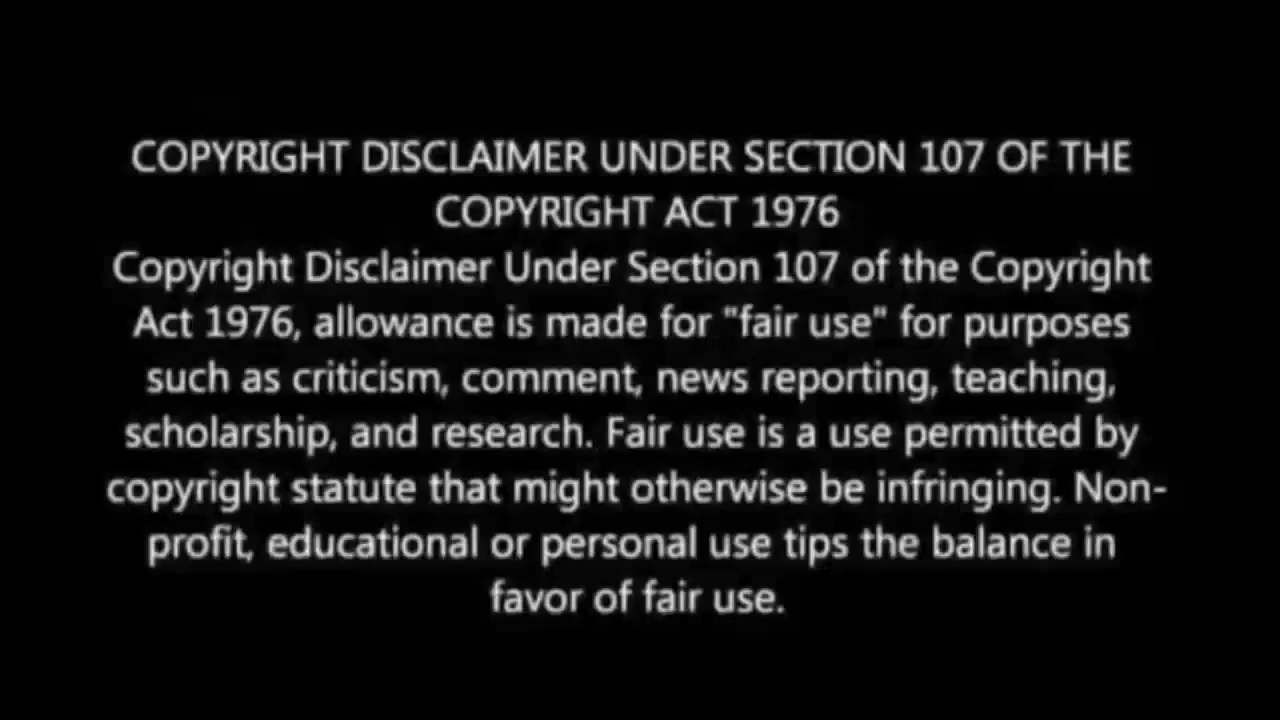 COPYRIGHT DISCLAIMER UNDER SECTION 107 OF THE
COPYRIGHT ACT 1976
Copyright Disclaimer Under Section 107 of the Copyright
Act 1976, allowance is made for "fair use" for purposes
such as criticism, comment, news reporting, teaching,
scholarship, and research. Fair use is a use permitted by
copyright statute that might otherwise be infringing. Non-
profit, educational or personal use tips the balance in
favor of fair use.